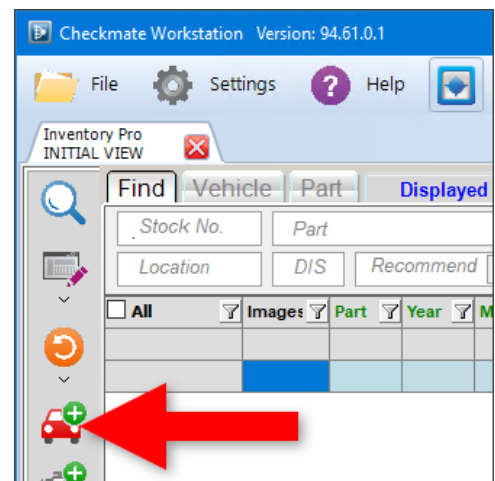 Checkmate Workstation Version: 94.61.0.1
File Settings ? Help
Inventory Pro
INITIAL VIEW
Find Vehicle Part Displayed
Stock No. Part
Location DIS Recommend
All Images Part Year